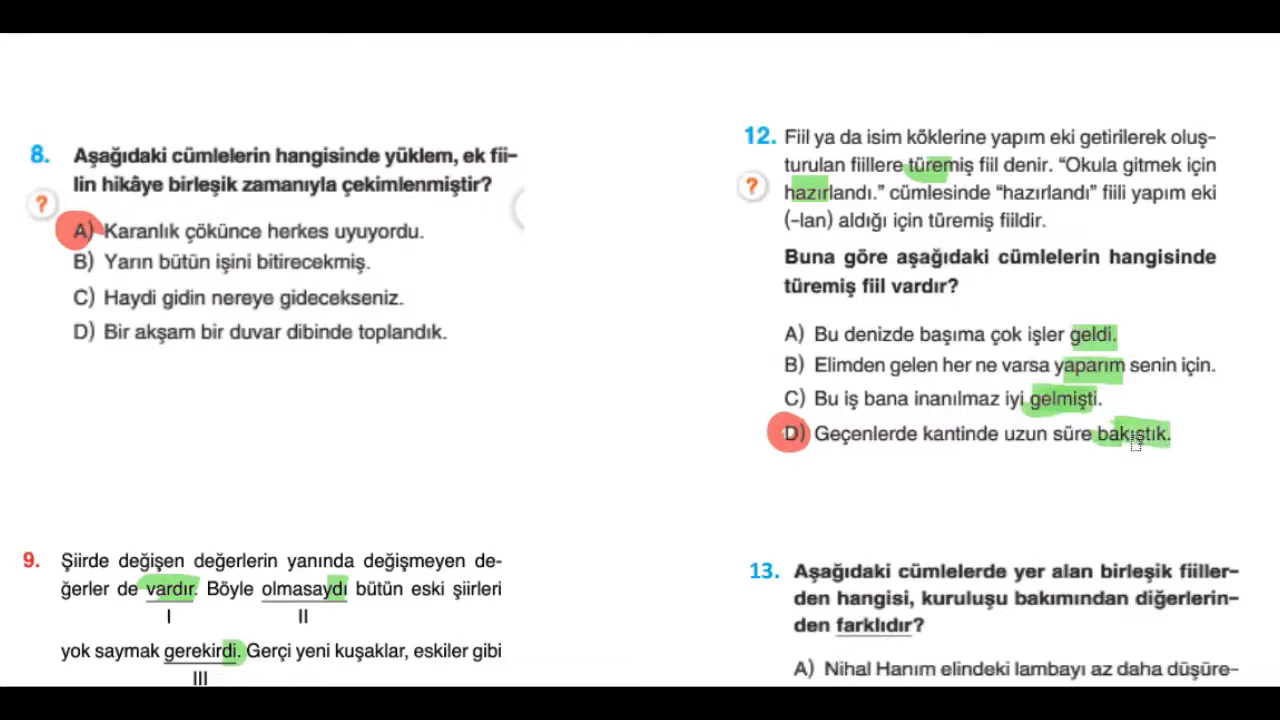 8. Aşağıdaki cümlelerin hangisinde yüklem, ek fii-
lin hikâye birleşik zamanıyla çekimlenmiştir?
?
A) Karanlık çökünce herkes uyuyordu.
B) Yarın bütün işini bitirecekmiş.
C) Haydi gidin nereye gidecekseniz.
D) Bir akşam bir duvar dibinde toplandık.
9. Şiirde değişen değerlerin yanında değişmeyen de-
ğerler de vardır. Böyle olmasaydı bütün eski şiirleri
I II
yok saymak gerekirdi. Gerçi yeni kuşaklar, eskiler gibi
III
12. Fiil ya da isim köklerine yapım eki getirilerek oluş-
turulan fiillere türemiş fiil denir. “Okula gitmek için
?
hazırlandı.” cümlesinde “hazırlandı” fiili yapım eki
(-lan) aldığı için türemiş fiildir.
Buna göre aşağıdaki cümlelerin hangisinde
türemiş fiil vardır?
A) Bu denizde başıma çok işler geldi.
B) Elimden gelen her ne varsa yaparım senin için.
C) Bu iş bana inanılmaz iyi gelmişti.
D) Geçenlerde kantinde uzun süre bakıştık.
13. Aşağıdaki cümlelerde yer alan birleşik fiiller-
den hangisi, kuruluşu bakımından diğerlerin-
den farklıdır?
A) Nihal Hanım elindeki lambayı az daha düşüre-